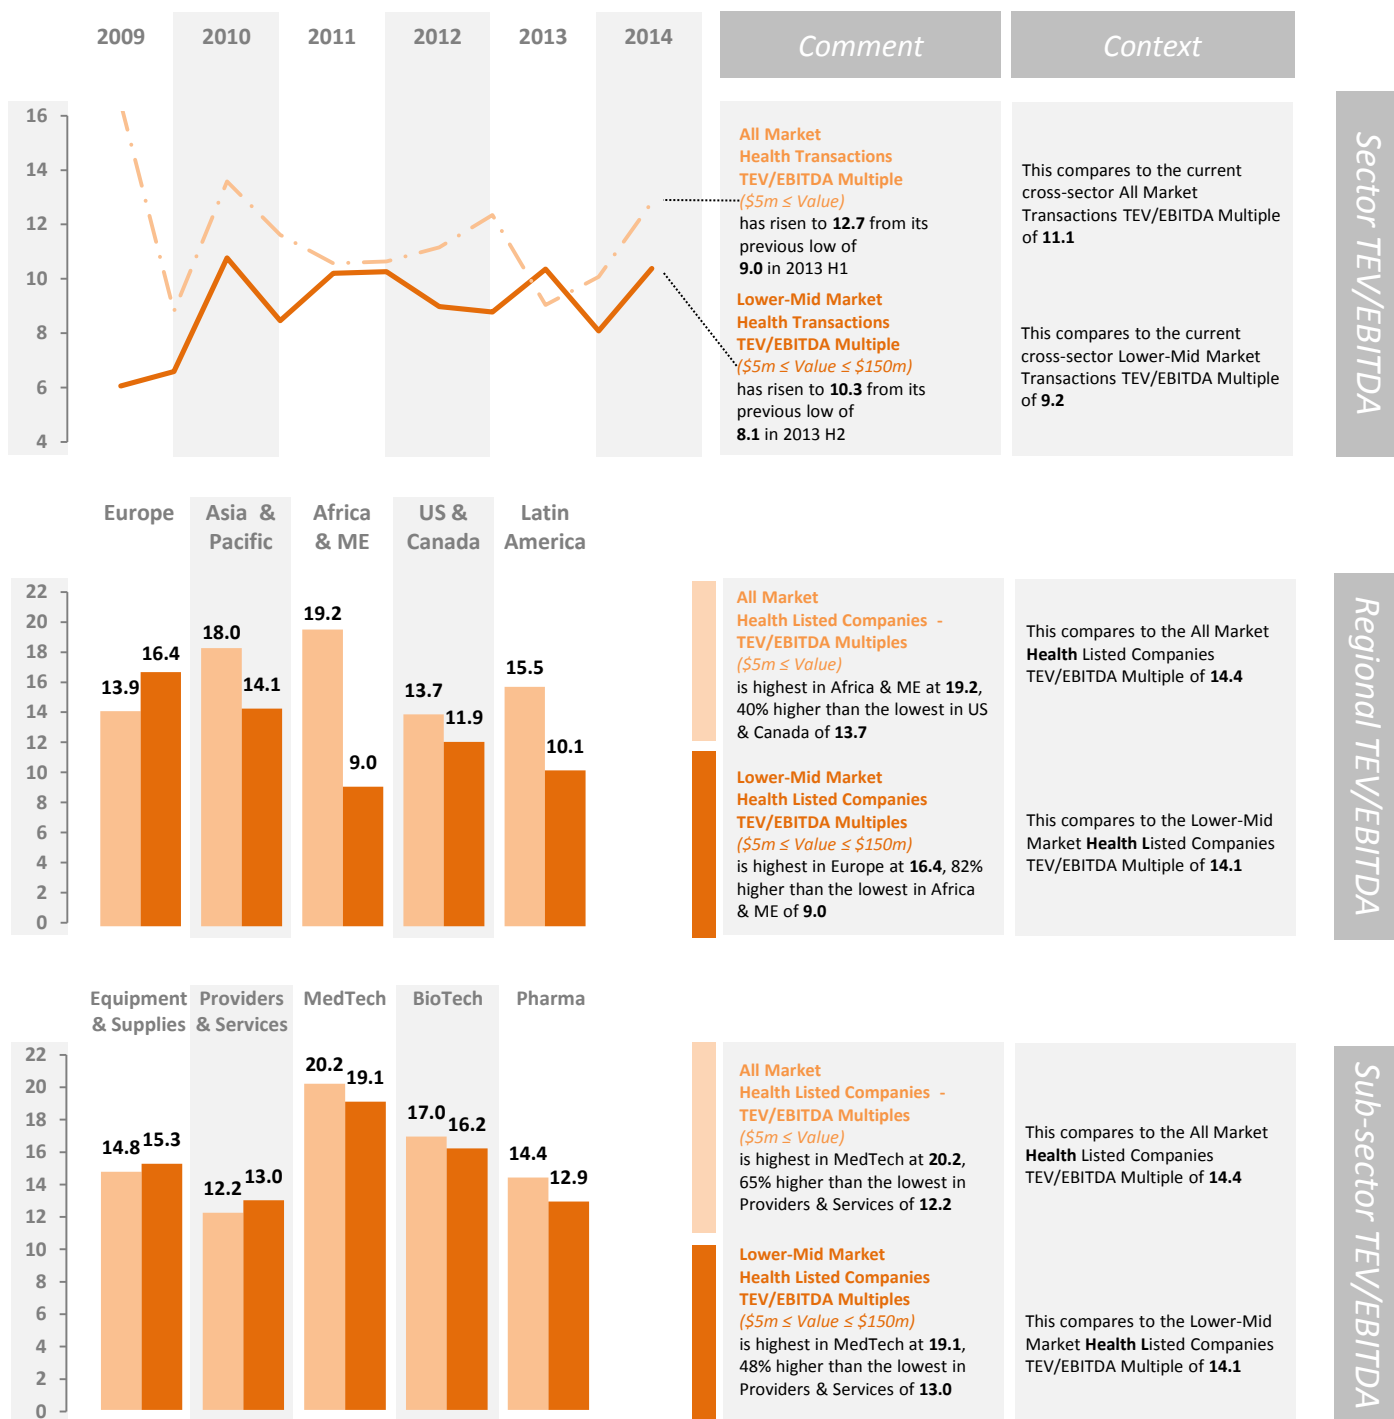 2009 2010 2011 2012 2013 2014
Comment
Context
Sector TEV/EBITDA
16
14
12
10
8
6
4
All Market
Health Transactions
TEV/EBITDA Multiple
($5m ≤ Value)
has risen to 12.7 from its
previous low of
9.0 in 2013 H1
Lower-Mid Market
Health Transactions
TEV/EBITDA Multiple
($5m ≤ Value ≤ $150m)
has risen to 10.3 from its
previous low of
8.1 in 2013 H2
This compares to the current
cross-sector All Market
Transactions TEV/EBITDA Multiple
of 11.1
This compares to the current
cross-sector Lower-Mid Market
Transactions TEV/EBITDA Multiple
of 9.2
Regional TEV/EBITDA
Europe
Asia & Pacific
Africa & ME
US & Canada
Latin America
22
20
18
16
14
12
10
8
6
4
2
0
13.9 16.4
18.0 14.1
19.2 9.0
13.7 11.9
15.5 10.1
All Market
Health Listed Companies -
TEV/EBITDA Multiples
($5m ≤ Value)
is highest in Africa & ME at 19.2,
40% higher than the lowest in US
& Canada of 13.7
Lower-Mid Market
Health Listed Companies
TEV/EBITDA Multiples
($5m ≤ Value ≤ $150m)
is highest in Europe at 16.4, 82%
higher than the lowest in Africa
& ME of 9.0
This compares to the All Market
Health Listed Companies
TEV/EBITDA Multiple of 14.4
This compares to the Lower-Mid
Market Health Listed Companies
TEV/EBITDA Multiple of 14.1
Sub-sector TEV/EBITDA
Equipment & Supplies
Providers & Services
MedTech
BioTech
Pharma
22
20
18
16
14
12
10
8
6
4
2
0
14.8 15.3
12.2 13.0
20.2 19.1
17.0 16.2
14.4 12.9
All Market
Health Listed Companies -
TEV/EBITDA Multiples
($5m ≤ Value)
is highest in MedTech at 20.2,
65% higher than the lowest in
Providers & Services of 12.2
Lower-Mid Market
Health Listed Companies
TEV/EBITDA Multiples
($5m ≤ Value ≤ $150m)
is highest in MedTech at 19.1,
48% higher than the lowest in
Providers & Services of 13.0
This compares to the All Market
Health Listed Companies
TEV/EBITDA Multiple of 14.4
This compares to the Lower-Mid
Market Health Listed Companies
TEV/EBITDA Multiple of 14.1